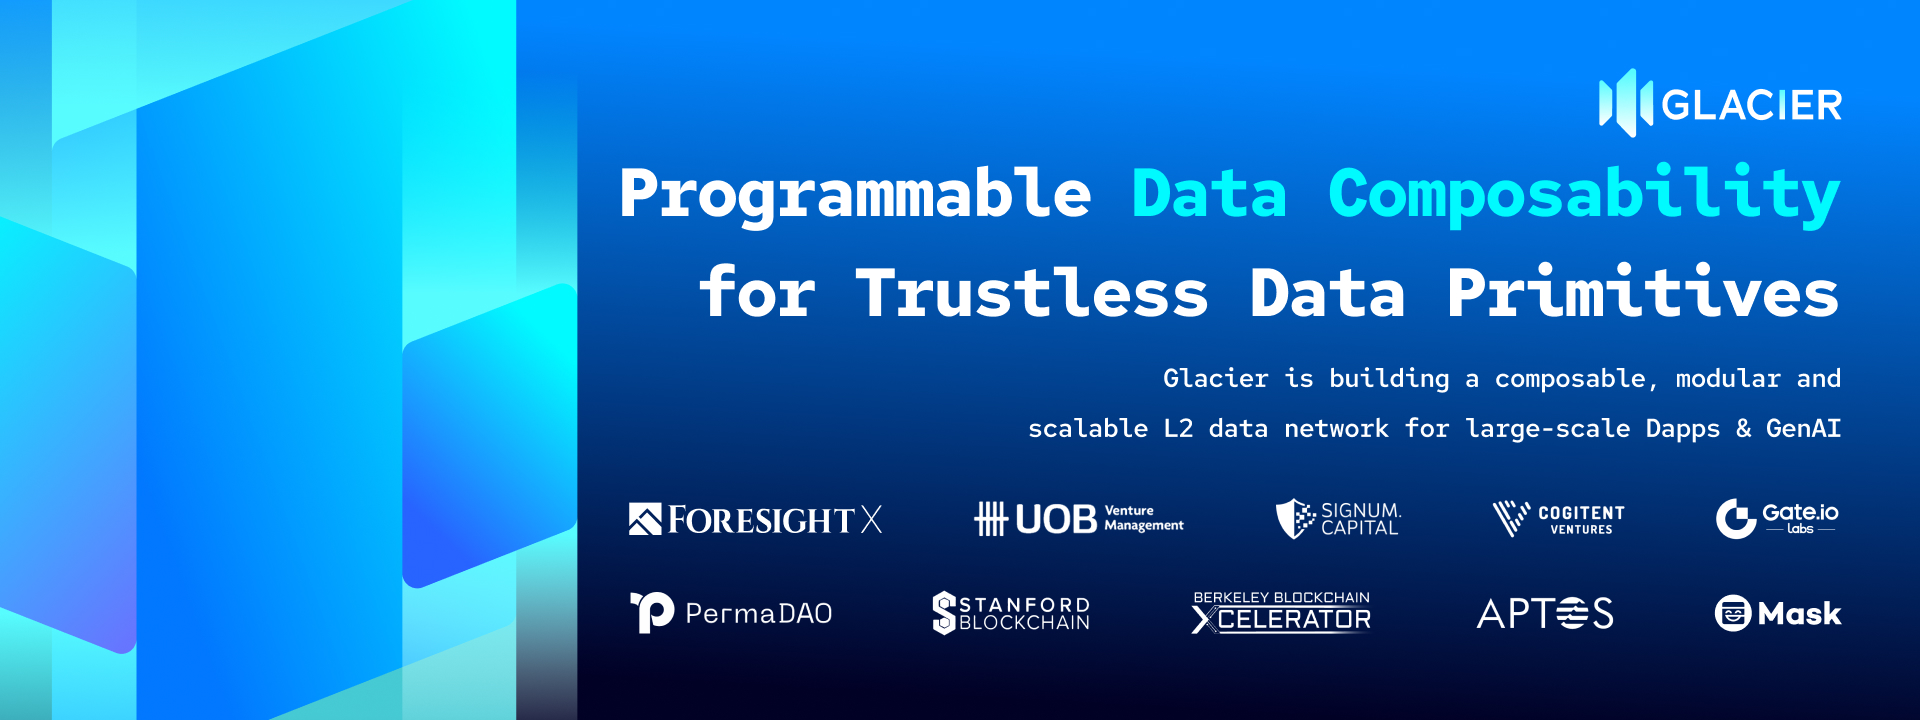 GLACIER
Programmable Data Composability
for Trustless Data Primitives
Glacier is building a composable, modular and
scalable L2 data network for large-scale Dapps & GenAI
FORESIGHT X
UOB Venture Management
SIGNUM. CAPITAL
COGITENT VENTURES
Gate.io labs
PermaDAO
STANFORD BLOCKCHAIN
BERKELEY BLOCKCHAIN XCELERATOR
APTOS
Mask